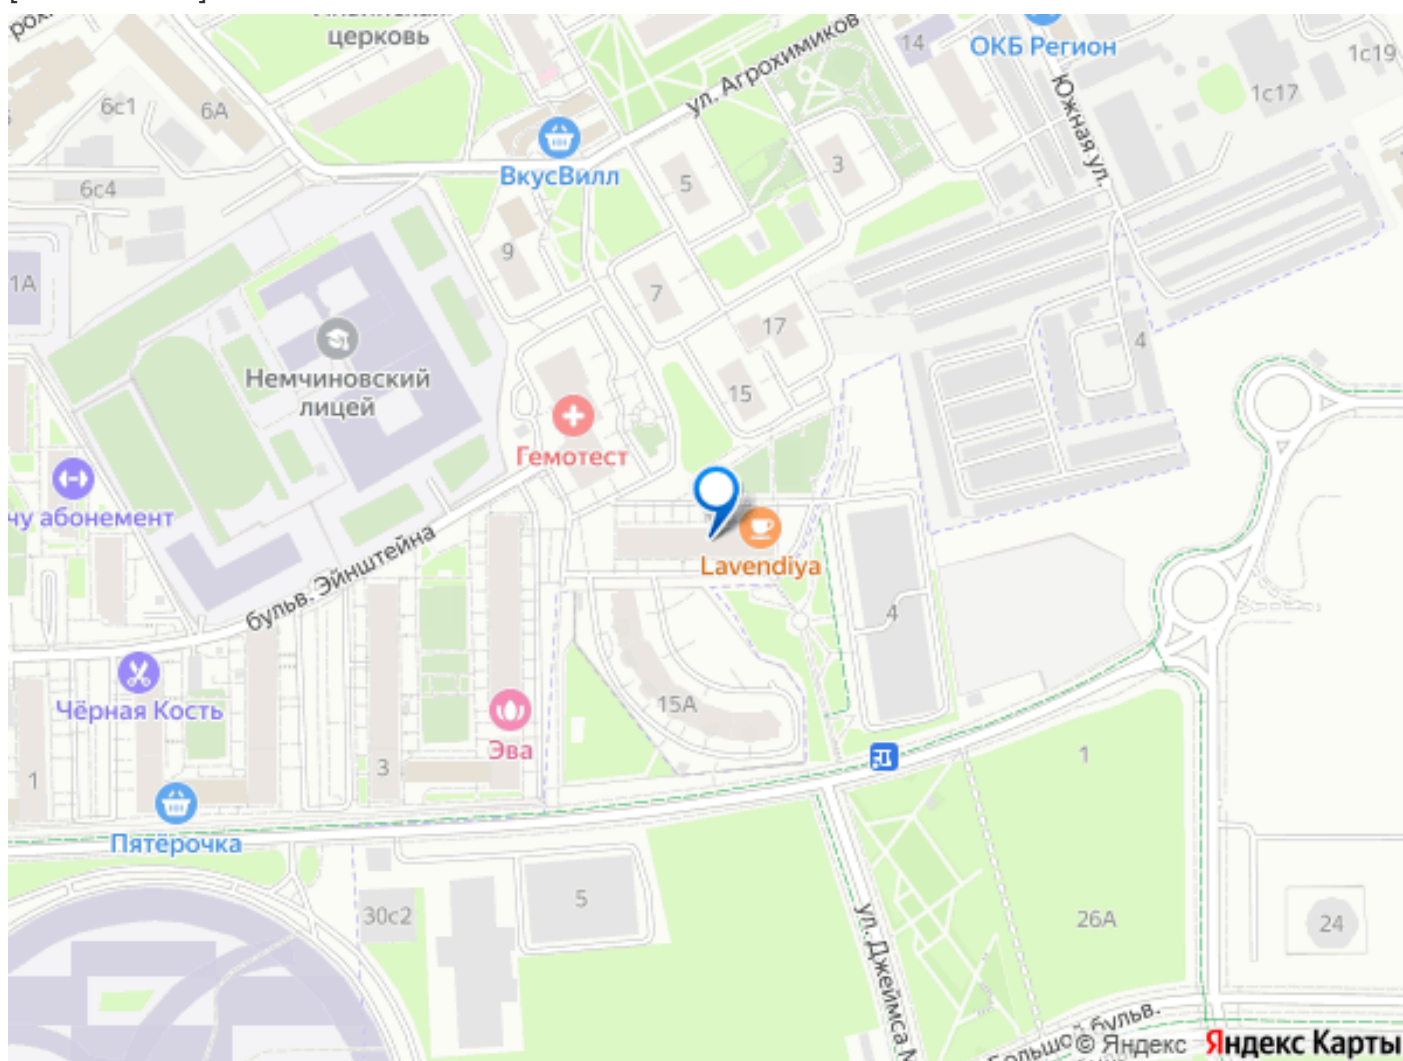 церковь
ул. Агрохимиков
14
ОКБ Регион
1с19
6с1
6А
1с17
Южная ул.
ВкусВилл
3
5
6с4
9
1А
7
17
4
Немчиновский
лицей
15
Гемотест
чу абонемент
бульв. Эйнштейна
Lavendiya
4
15А
Чёрная Кость
Эва
1
3
1
Пятёрочка
5
30с2
26А
24
ул. Джеймса
бульв.
© Яндекс
Яндекс Карты